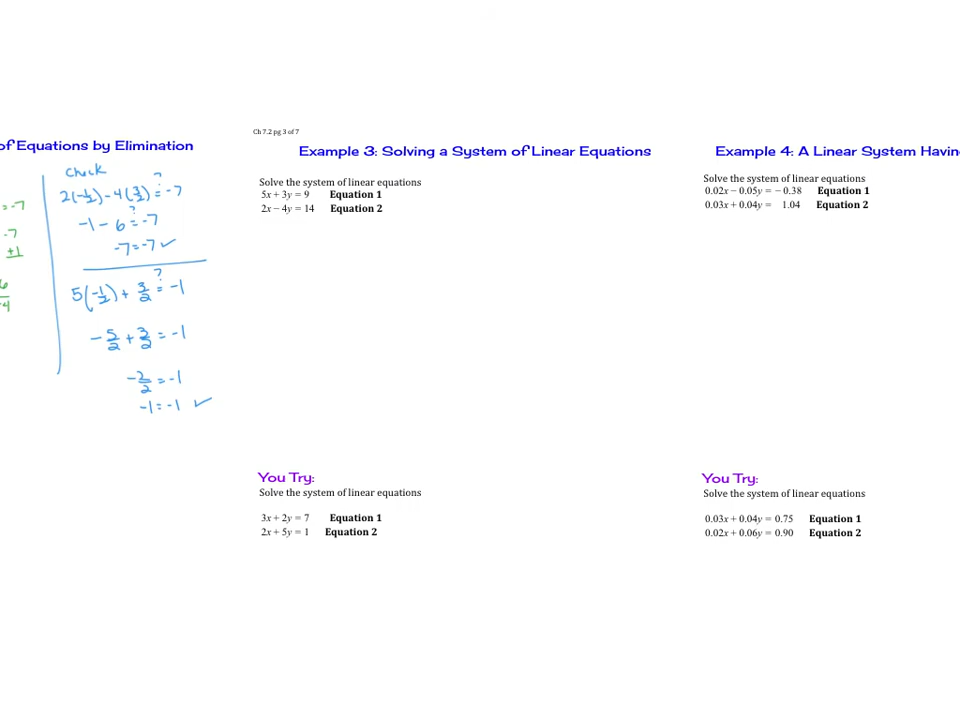 of Equations by Elimination
= -7
-7
+1
6
-4
Check
2(-1/2) - 4(3/2) ?= -7
-1 - 6 ?= -7
-7 = -7 ✓
5(-1/2) + 3/2 ?= -1
-5/2 + 3/2 = -1
-2/2 = -1
-1 = -1 ✓
Ch 7.2 pg 3 of 7
Example 3: Solving a System of Linear Equations
Solve the system of linear equations
5x + 3y = 9 Equation 1
2x − 4y = 14 Equation 2
You Try:
Solve the system of linear equations
3x + 2y = 7 Equation 1
2x + 5y = 1 Equation 2
Example 4: A Linear System Havin
Solve the system of linear equations
0.02x − 0.05y = − 0.38 Equation 1
0.03x + 0.04y = 1.04 Equation 2
You Try:
Solve the system of linear equations
0.03x + 0.04y = 0.75 Equation 1
0.02x + 0.06y = 0.90 Equation 2